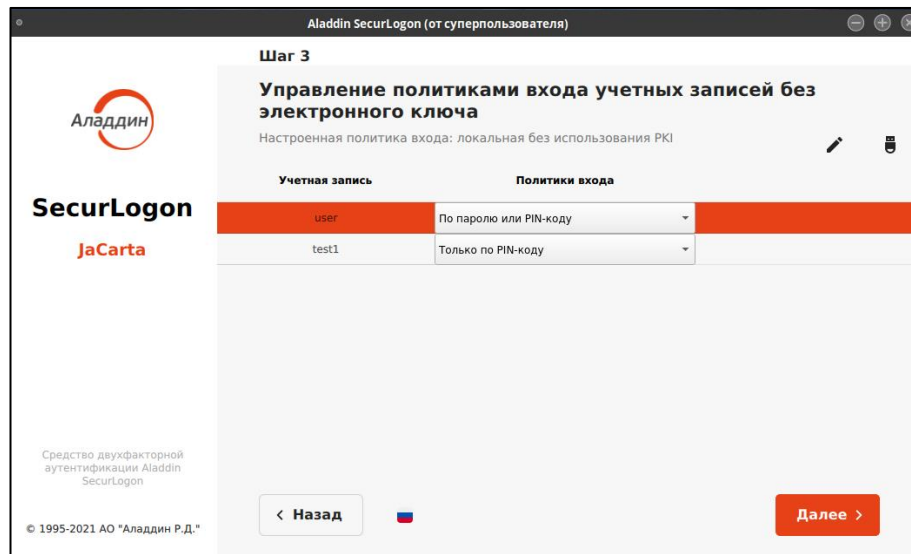 Aladdin SecurLogon (от суперпользователя)
Шаг 3
Управление политиками входа учетных записей без
электронного ключа
Настроенная политика входа: локальная без использования PKI
Аладдин
SecurLogon
JaCarta
Учетная запись Политики входа
user По паролю или PIN-коду
test1 Только по PIN-коду
Средство двухфакторной
аутентификации Aladdin
SecurLogon
© 1995-2021 АО "Аладдин Р.Д."
Назад
Далее